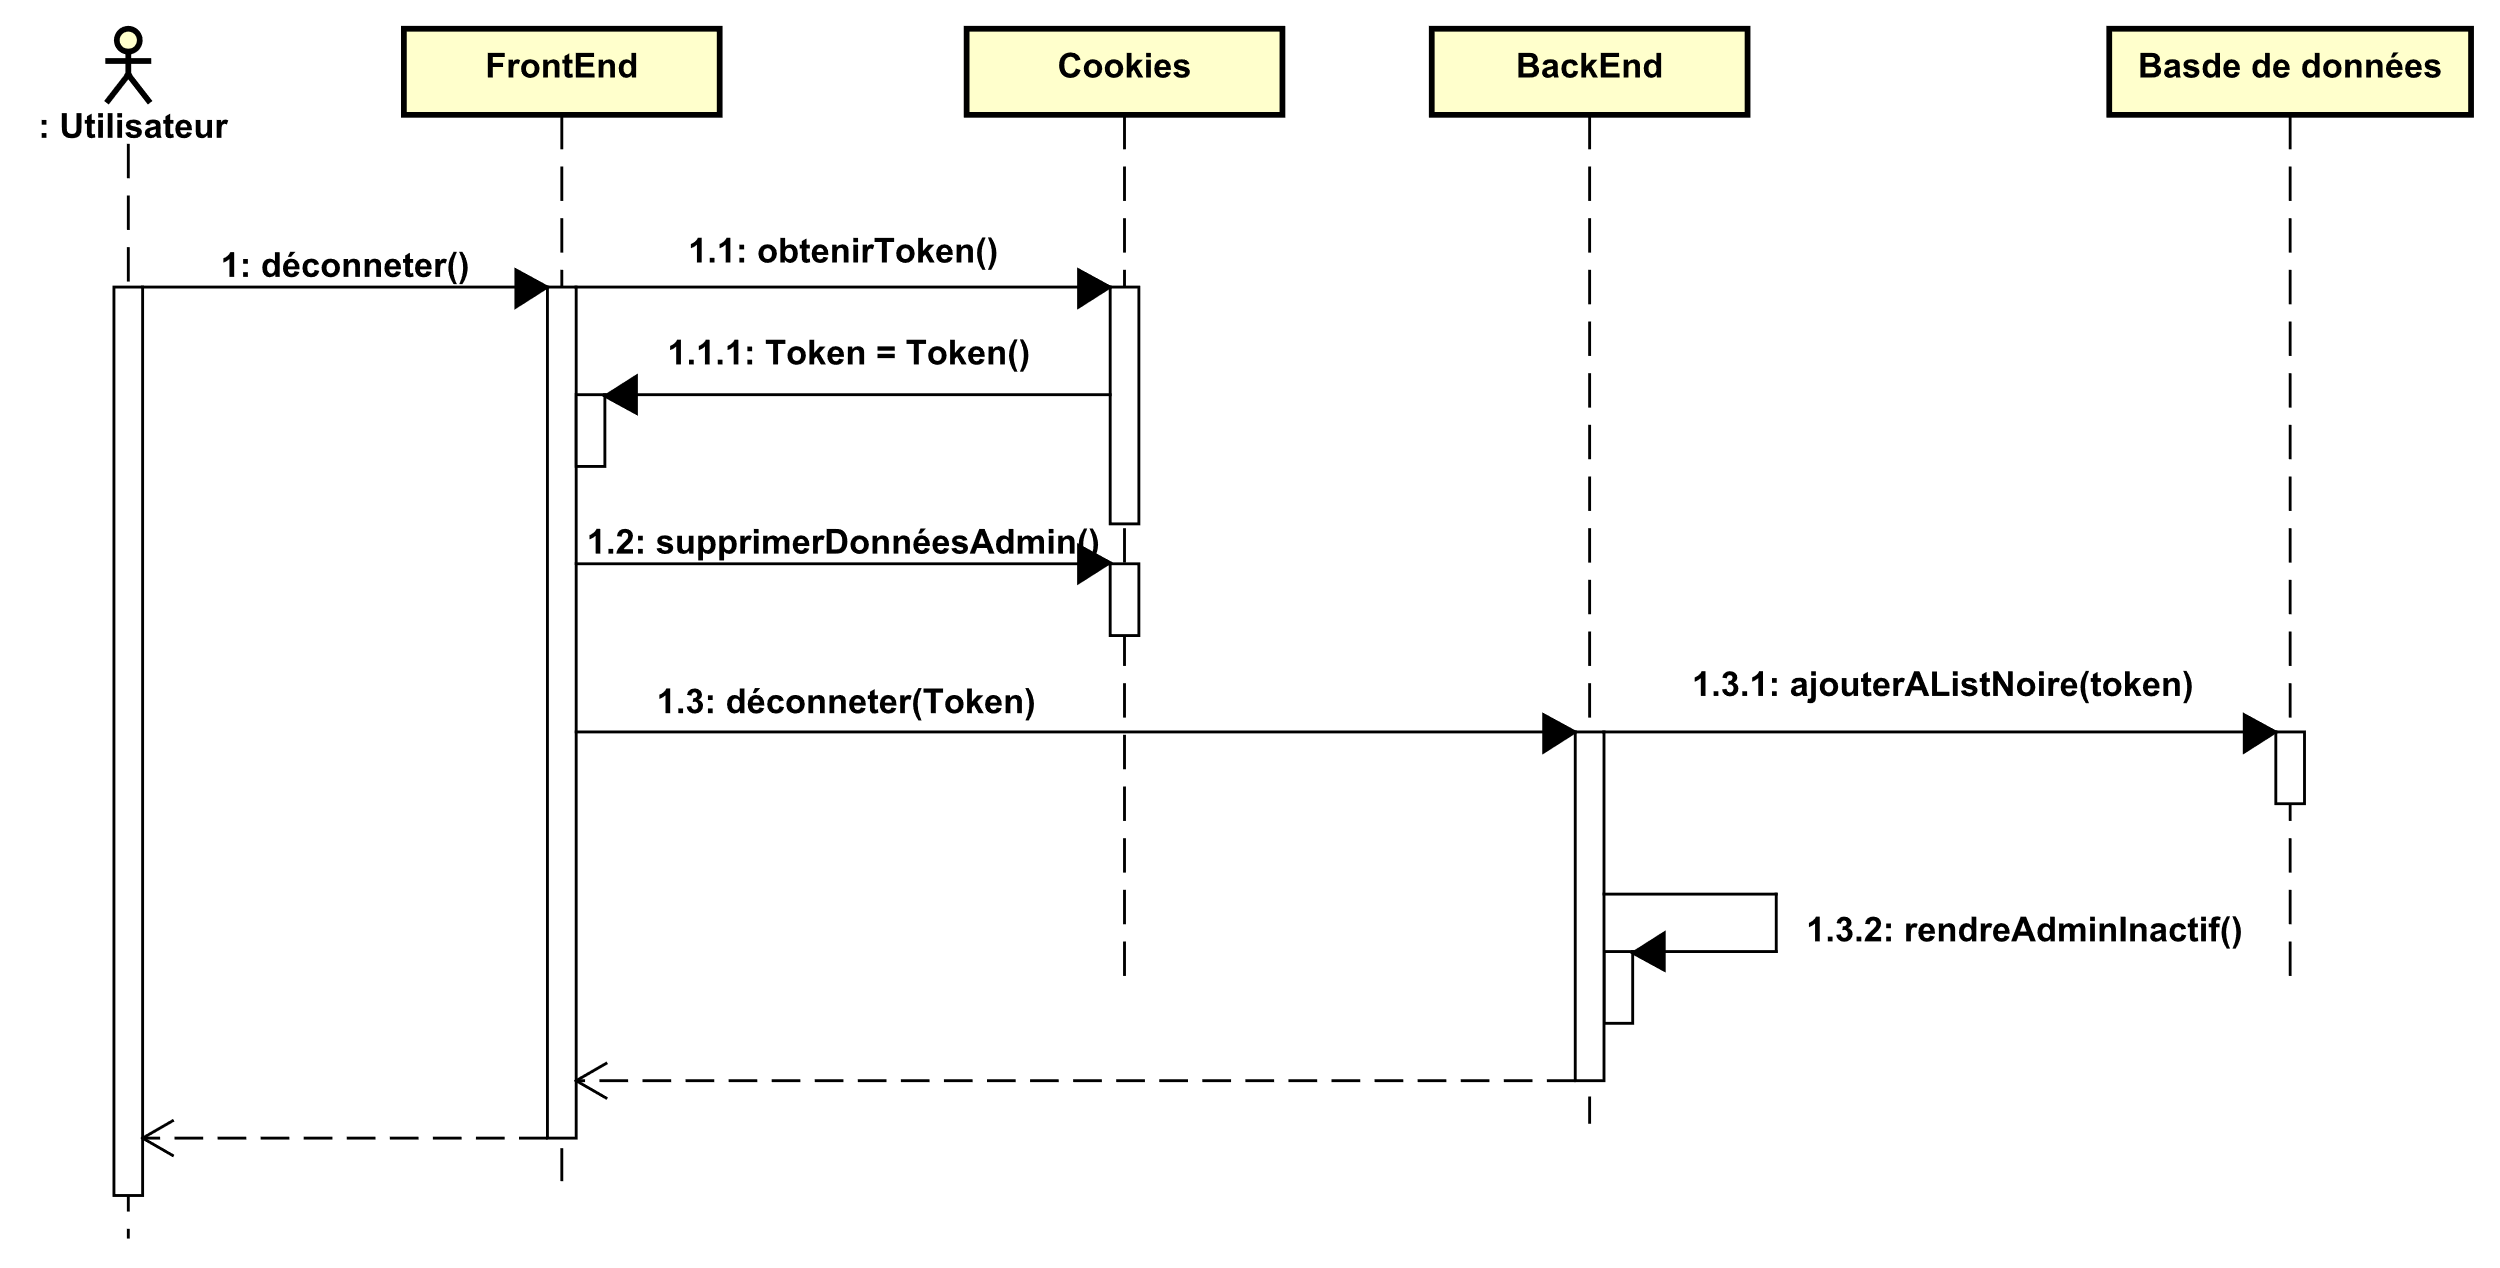 : Utilisateur
FronEnd
Cookies
BackEnd
Basde de données
1: déconneter()
1.1: obtenirToken()
1.1.1: Token = Token()
1.2: supprimerDonnéesAdmin()
1.3: déconneter(Token)
1.3.1: ajouterAListNoire(token)
1.3.2: rendreAdminInactif()